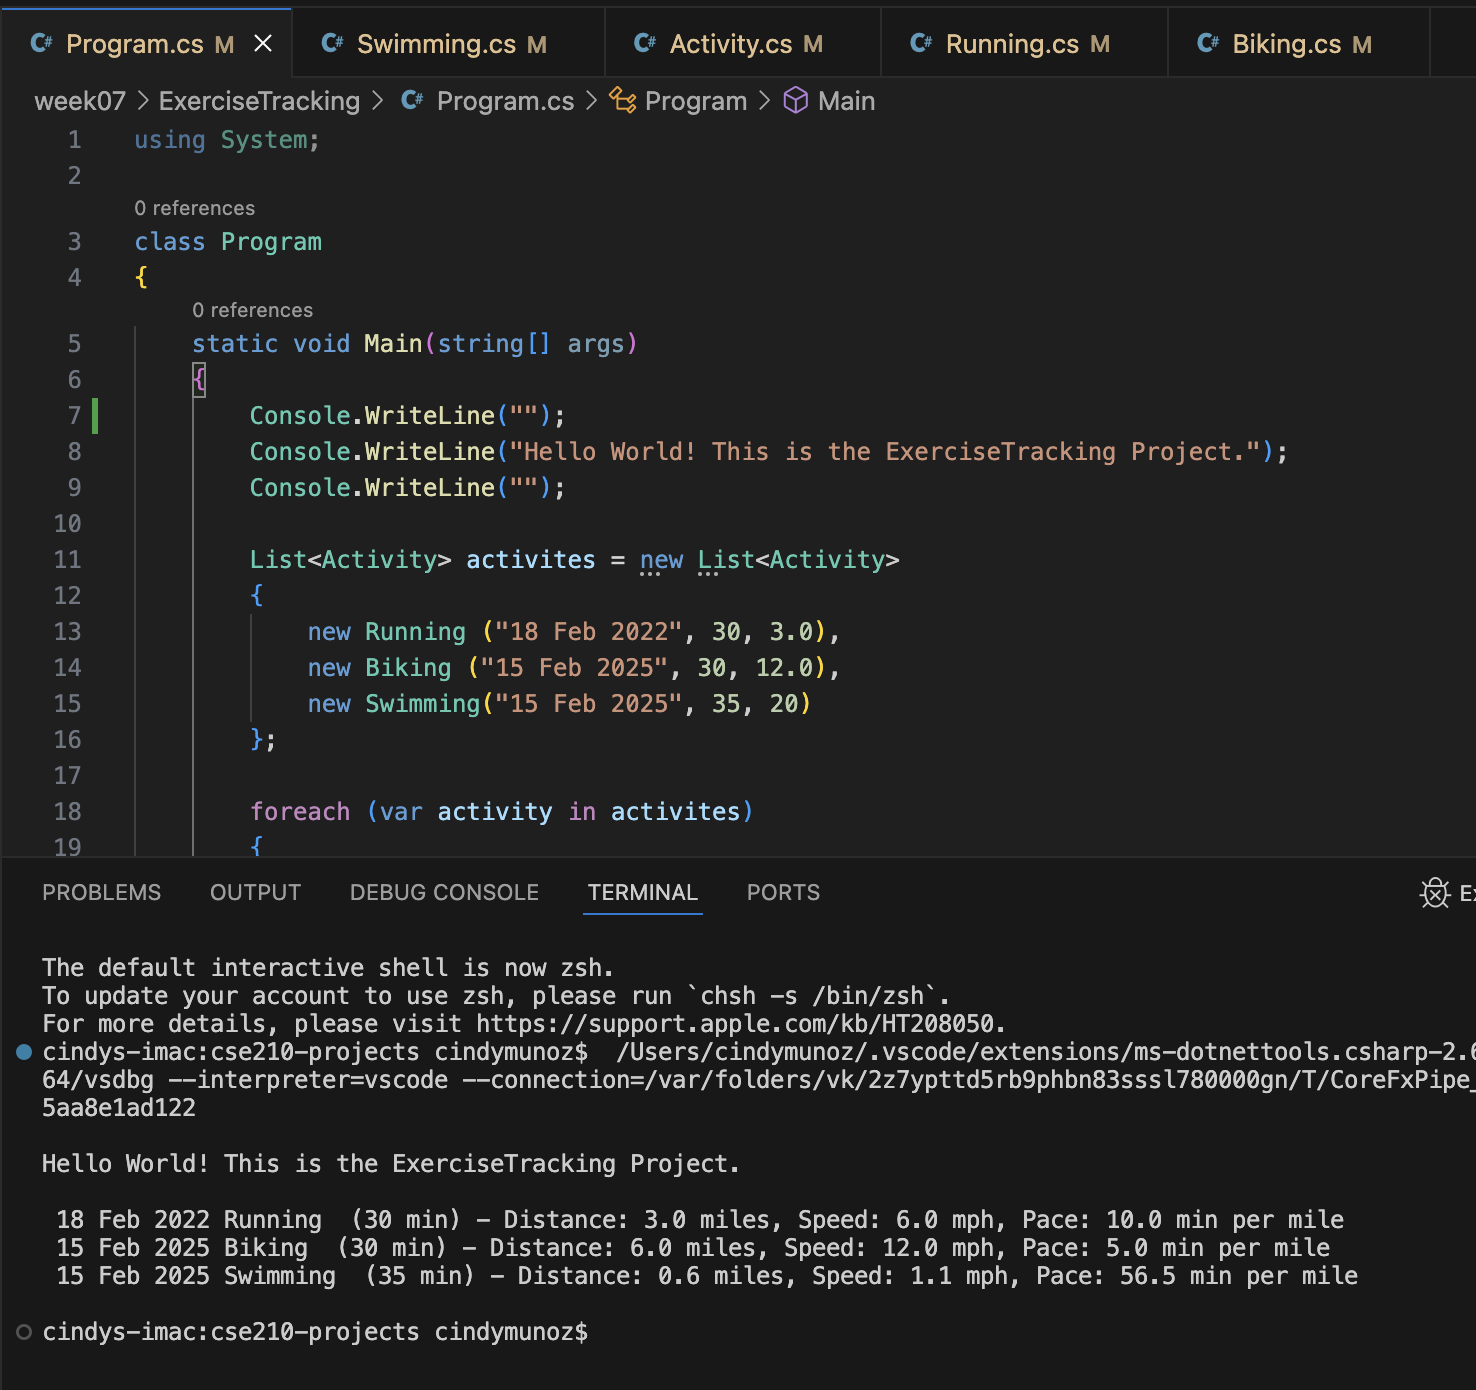 C# Program.cs M × C# Swimming.cs M C# Activity.cs M C# Running.cs M C# Biking.cs M
week07 > ExerciseTracking > C# Program.cs > Program > Main
1 using System;
2
0 references
3 class Program
4 {
0 references
5 static void Main(string[] args)
6 {
7 Console.WriteLine("");
8 Console.WriteLine("Hello World! This is the ExerciseTracking Project.");
9 Console.WriteLine("");
10
11 List<Activity> activites = new List<Activity>
12 {
13 new Running ("18 Feb 2022", 30, 3.0),
14 new Biking ("15 Feb 2025", 30, 12.0),
15 new Swimming("15 Feb 2025", 35, 20)
16 };
17
18 foreach (var activity in activites)
19 {
PROBLEMS OUTPUT DEBUG CONSOLE TERMINAL PORTS
The default interactive shell is now zsh.
To update your account to use zsh, please run `chsh -s /bin/zsh`.
For more details, please visit https://support.apple.com/kb/HT208050.
cindys-imac:cse210-projects cindymunoz$ /Users/cindymunoz/.vscode/extensions/ms-dotnettools.csharp-2.6
64/vsdbg --interpreter=vscode --connection=/var/folders/vk/2z7ypttd5rb9phbn83sssl780000gn/T/CoreFxPipe_
5aa8e1ad122
Hello World! This is the ExerciseTracking Project.
18 Feb 2022 Running (30 min) - Distance: 3.0 miles, Speed: 6.0 mph, Pace: 10.0 min per mile
15 Feb 2025 Biking (30 min) - Distance: 6.0 miles, Speed: 12.0 mph, Pace: 5.0 min per mile
15 Feb 2025 Swimming (35 min) - Distance: 0.6 miles, Speed: 1.1 mph, Pace: 56.5 min per mile
cindys-imac:cse210-projects cindymunoz$